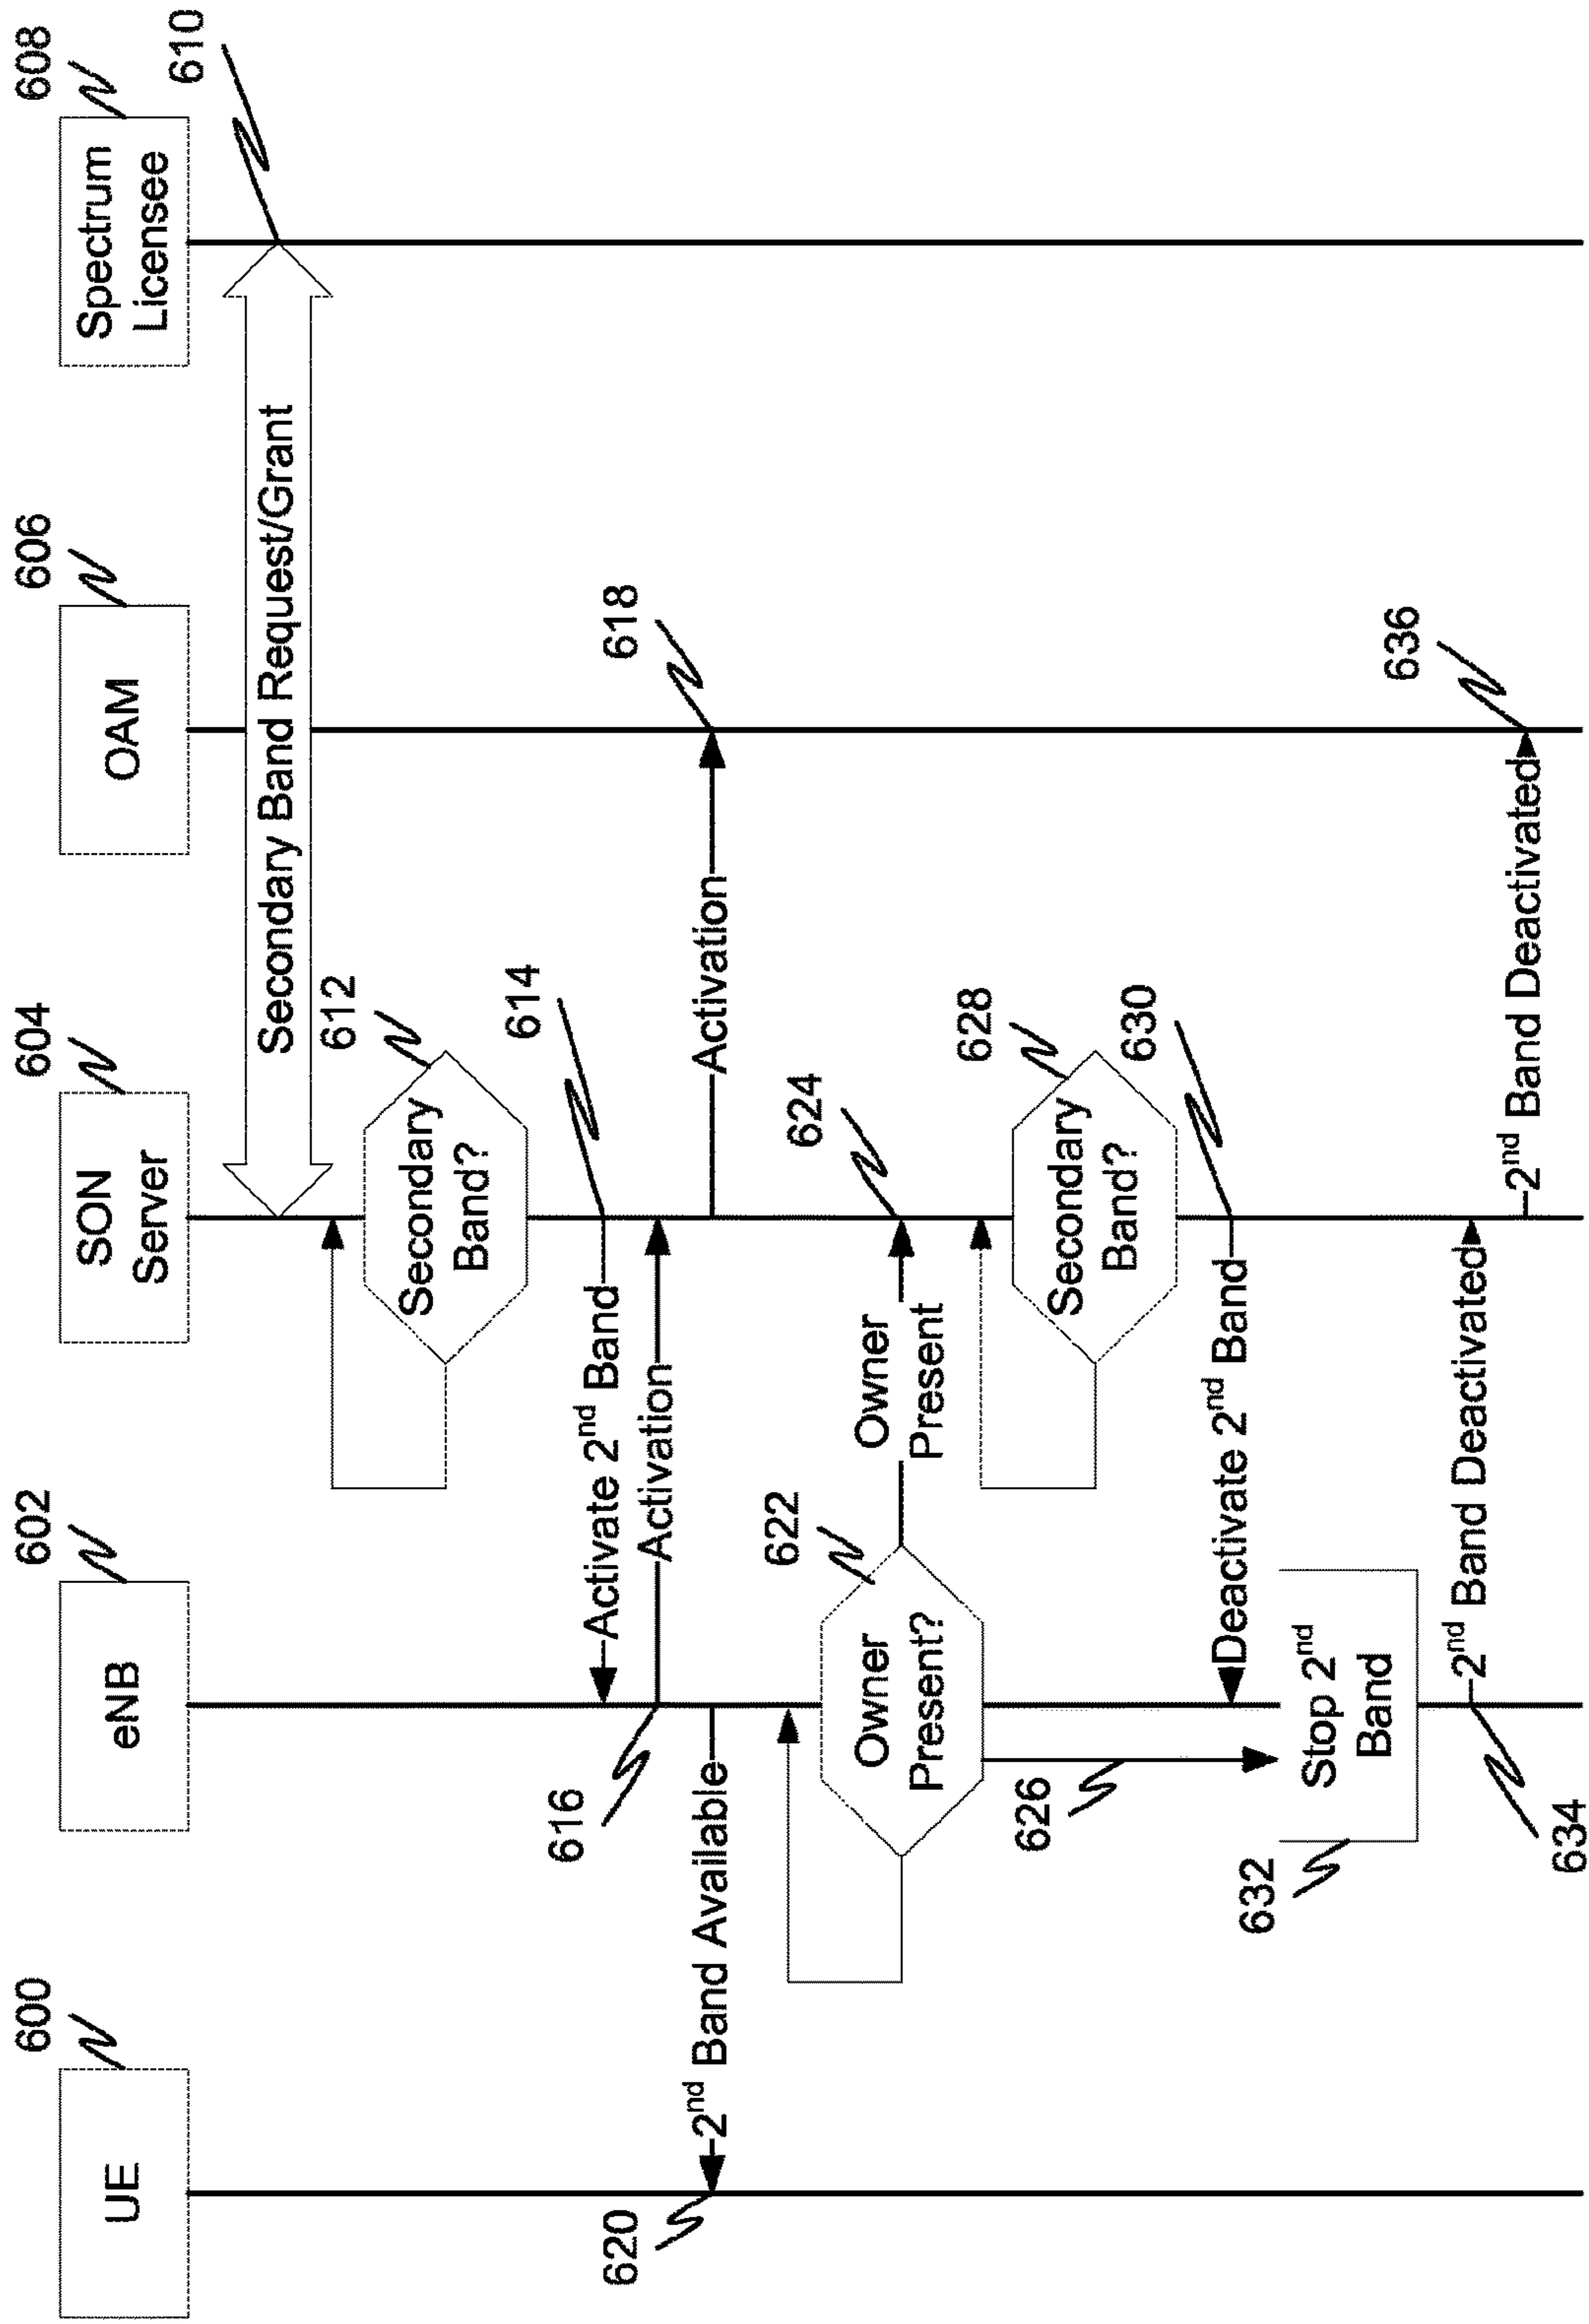 600
602
604
606
608
UE
eNB
SON
Server
OAM
Spectrum
Licensee
610
Secondary Band Request/Grant
612
Secondary
Band?
614
Activate 2nd Band
616
Activation
618
Activation
620
2nd Band Available
622
Owner
Present?
624
Owner
Present
626
628
Secondary
Band?
630
Deactivate 2nd Band
632
Stop 2nd
Band
634
2nd Band Deactivated
636
2nd Band Deactivated